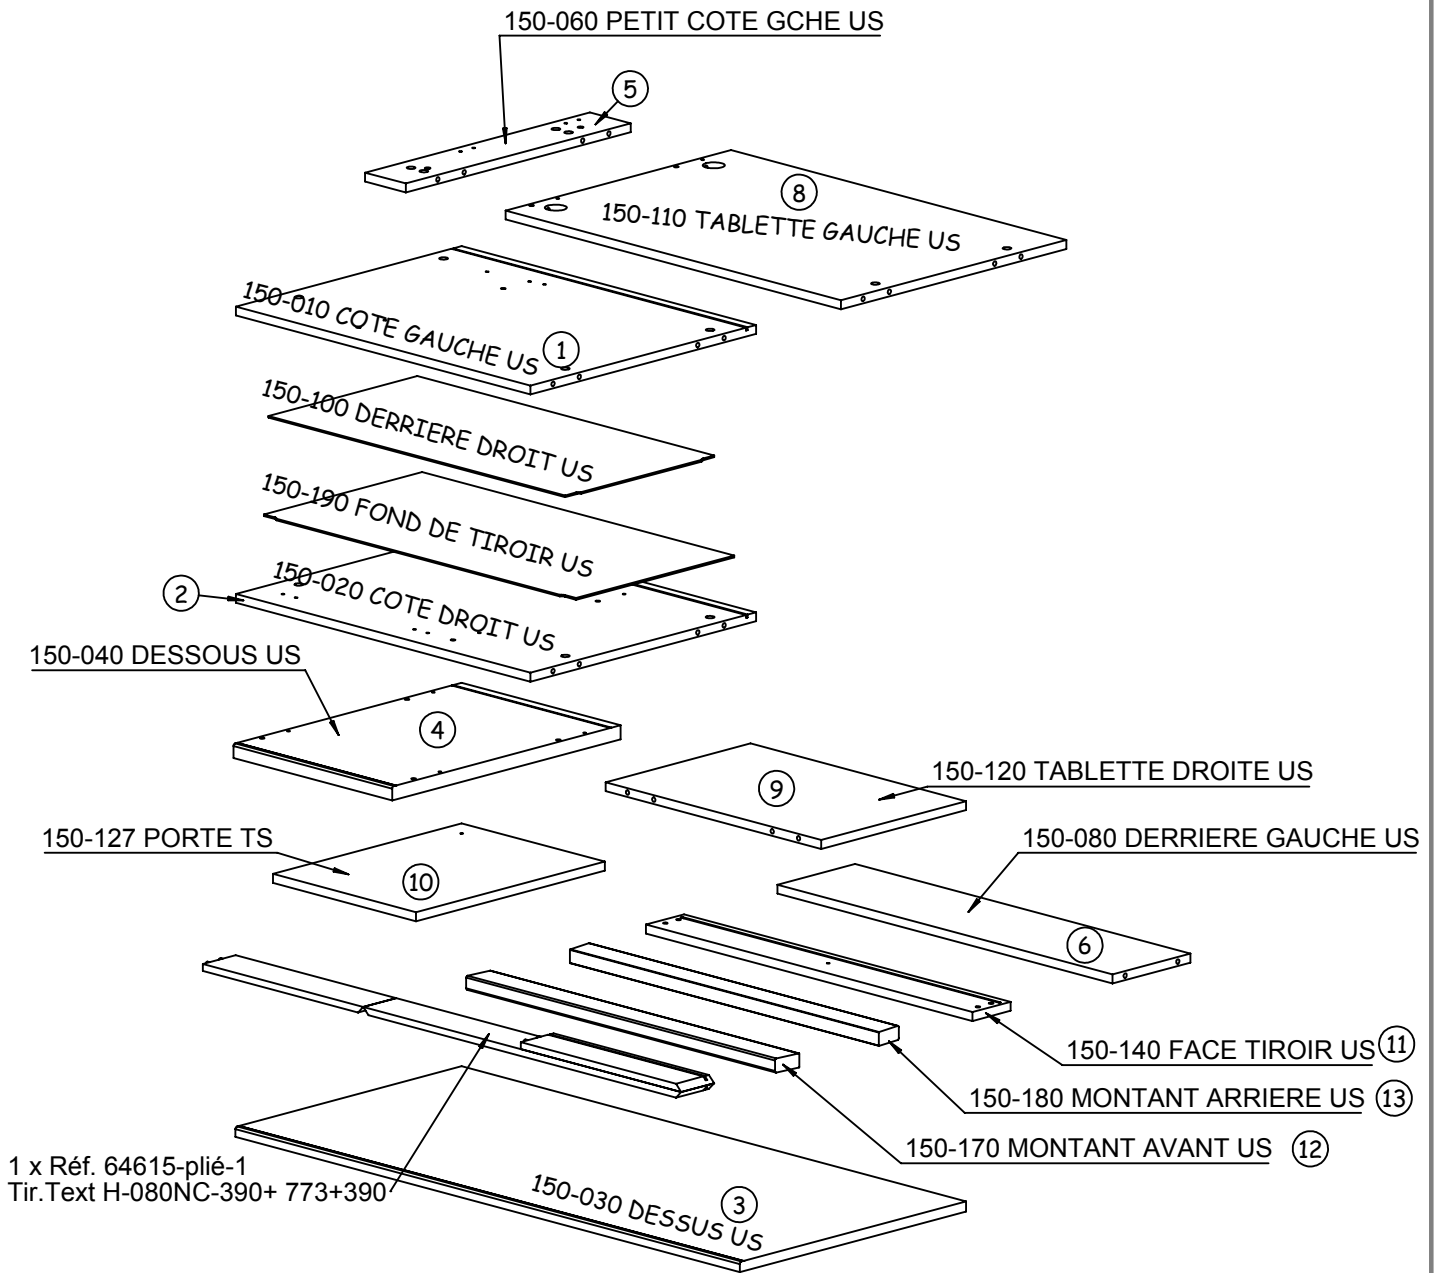 150-060 PETIT COTE GCHE US
5
8
150-110 TABLETTE GAUCHE US
150-010 COTE GAUCHE US
1
150-100 DERRIERE DROIT US
150-190 FOND DE TIROIR US
2
150-020 COTE DROIT US
150-040 DESSOUS US
4
9
150-120 TABLETTE DROITE US
150-127 PORTE TS
10
150-080 DERRIERE GAUCHE US
6
150-140 FACE TIROIR US 11
150-180 MONTANT ARRIERE US 13
150-170 MONTANT AVANT US 12
1 x Réf. 64615-plié-1
Tir.Text H-080NC-390+ 773+390
150-030 DESSUS US
3